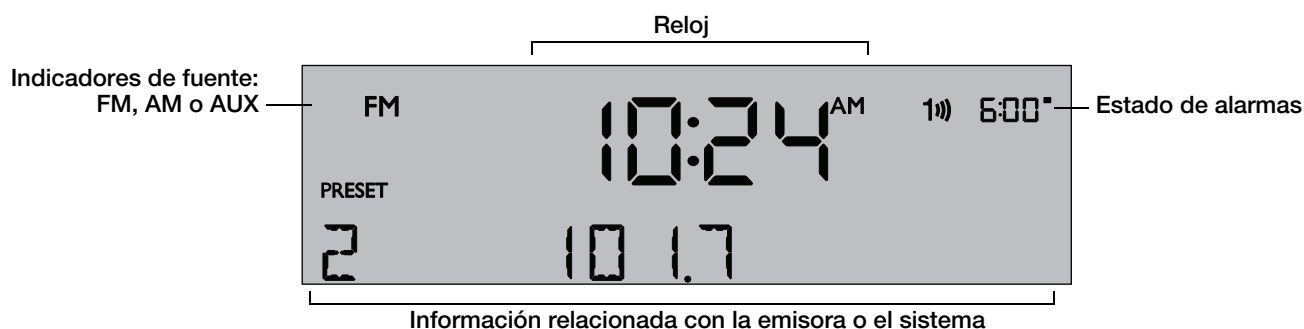 Reloj
Indicadores de fuente:
FM, AM o AUX
FM
10:24 AM
1
6:00
Estado de alarmas
PRESET
2
101.7
Información relacionada con la emisora o el sistema